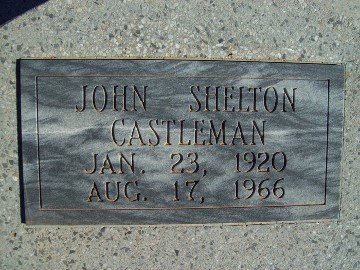 JOHN SHELTON
CASTLEMAN
JAN. 23, 1920
AUG. 17, 1966